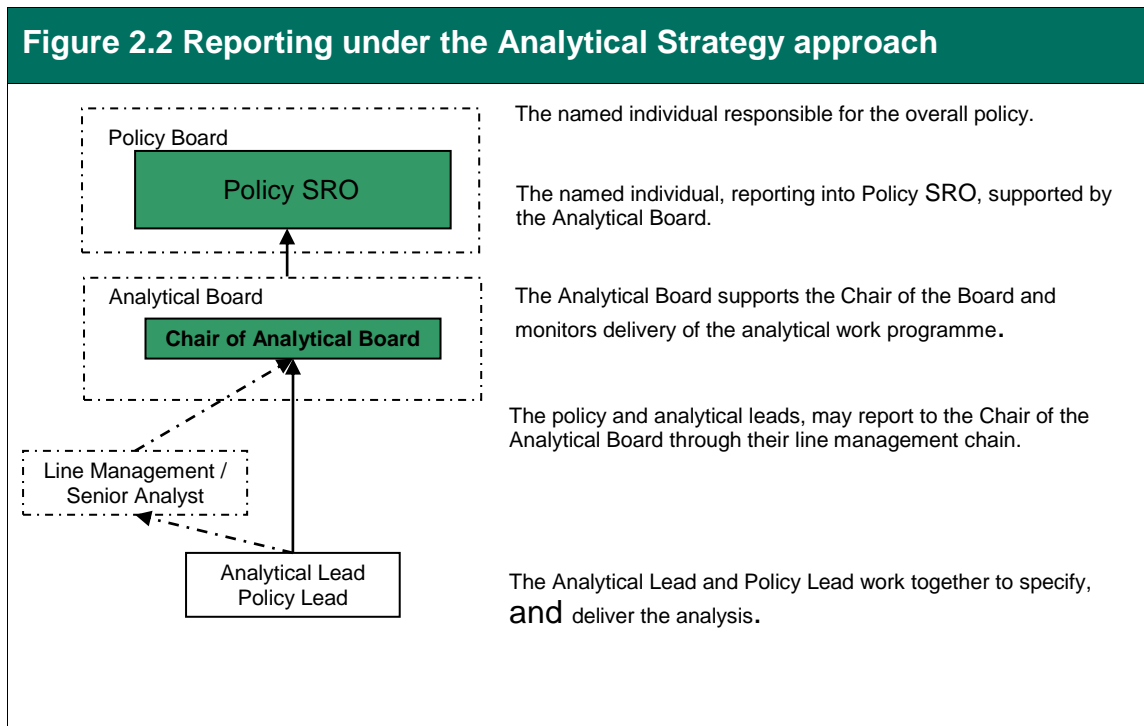 Figure 2.2 Reporting under the Analytical Strategy approach
Policy Board
Policy SRO
The named individual responsible for the overall policy.
The named individual, reporting into Policy SRO, supported by
the Analytical Board.
Analytical Board
Chair of Analytical Board
The Analytical Board supports the Chair of the Board and
monitors delivery of the analytical work programme.
The policy and analytical leads, may report to the Chair of the
Analytical Board through their line management chain.
Line Management /
Senior Analyst
Analytical Lead
Policy Lead
The Analytical Lead and Policy Lead work together to specify,
and deliver the analysis.